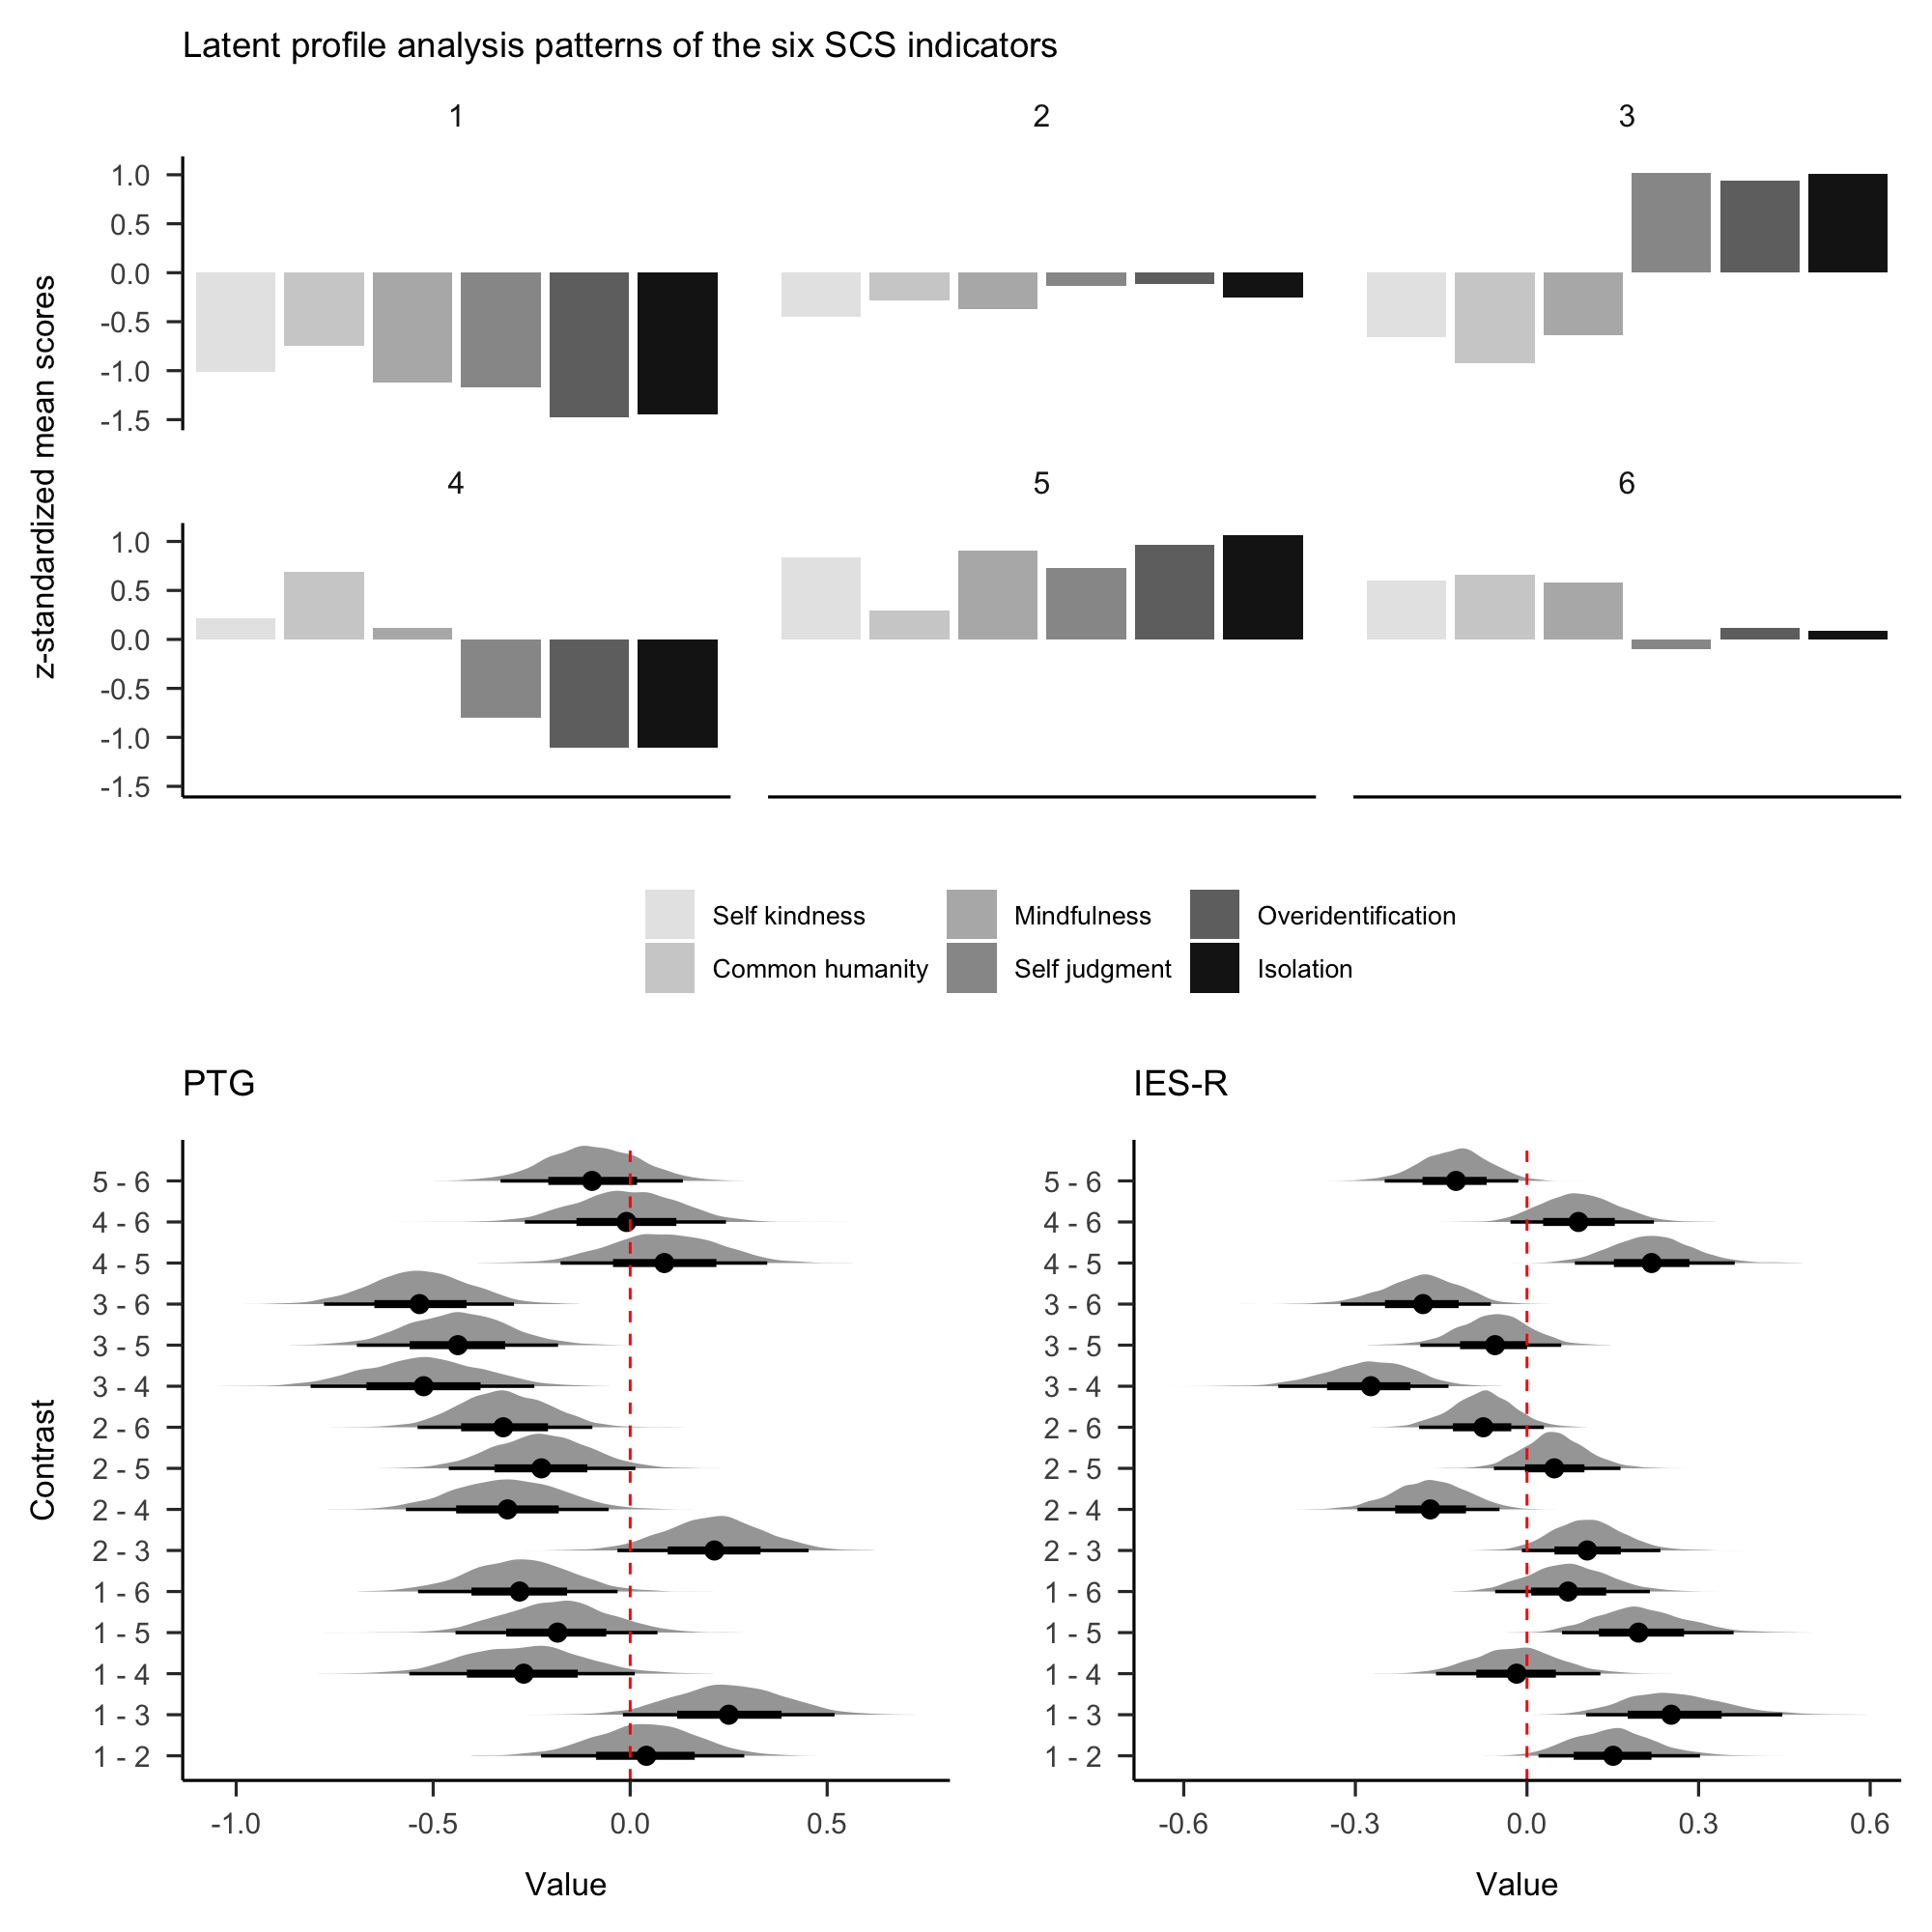 Latent profile analysis patterns of the six SCS indicators
1 2 3
1.0
0.5
0.0
-0.5
-1.0
-1.5
z-standardized mean scores
4 5 6
1.0
0.5
0.0
-0.5
-1.0
-1.5
Self kindness Mindfulness Overidentification
Common humanity Self judgment Isolation
PTG
Contrast
5 - 6
4 - 6
4 - 5
3 - 6
3 - 5
3 - 4
2 - 6
2 - 5
2 - 4
2 - 3
1 - 6
1 - 5
1 - 4
1 - 3
1 - 2
-1.0 -0.5 0.0 0.5
Value
IES-R
5 - 6
4 - 6
4 - 5
3 - 6
3 - 5
3 - 4
2 - 6
2 - 5
2 - 4
2 - 3
1 - 6
1 - 5
1 - 4
1 - 3
1 - 2
-0.6 -0.3 0.0 0.3 0.6
Value